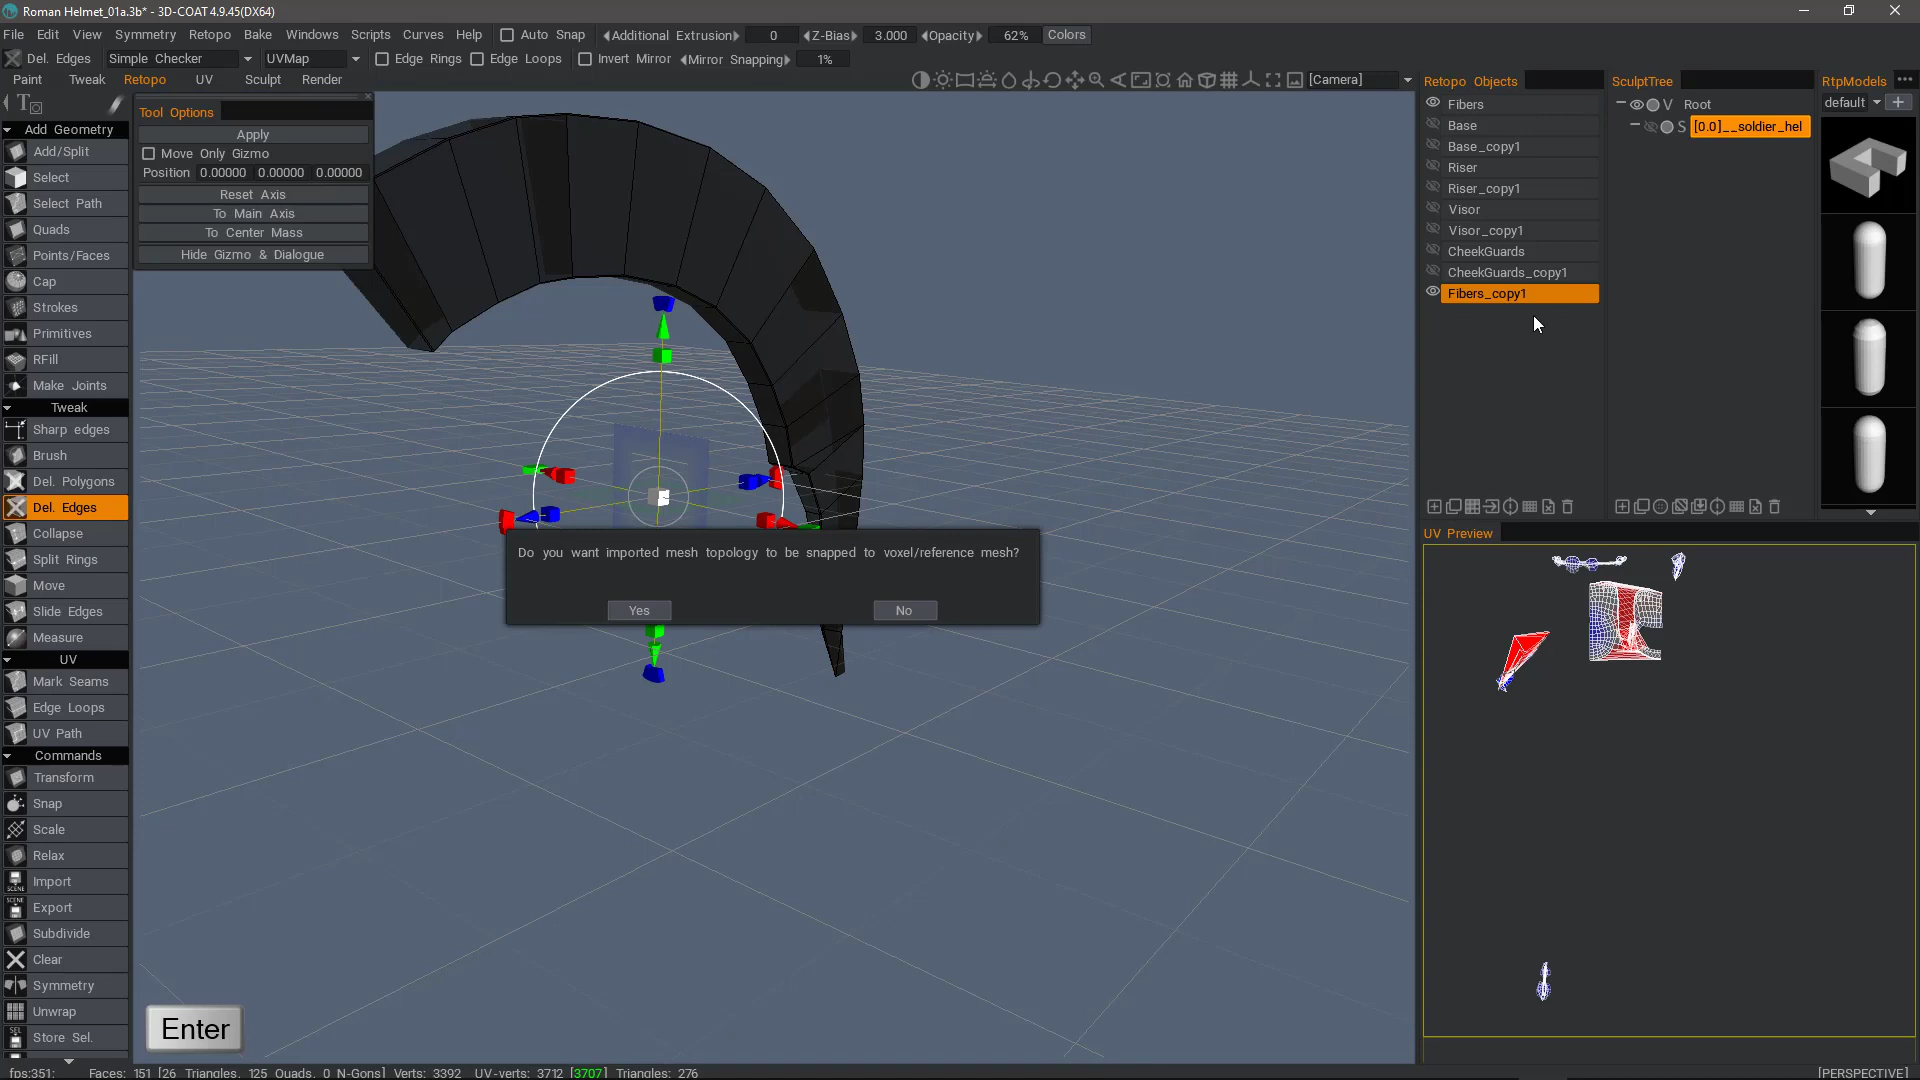 Roman Helmet_01a.3b* - 3D-COAT 4.9.45(DX64)
File Edit View Symmetry Retopo Bake Windows Scripts Curves Help Auto Snap Additional Extrusion 0 Z-Bias 3.000 Opacity 62% Colors
Del. Edges Simple Checker UVMap Edge Rings Edge Loops Invert Mirror Mirror Snapping 1%
Paint Tweak Retopo UV Sculpt Render [Camera]
Add Geometry
Add/Split
Select
Select Path
Quads
Points/Faces
Cap
Strokes
Primitives
RFill
Make Joints
Tweak
Sharp edges
Brush
Del. Polygons
Del. Edges
Collapse
Split Rings
Move
Slide Edges
Measure
UV
Mark Seams
Edge Loops
UV Path
Commands
Transform
Snap
Scale
Relax
SCENE Import
SCENE Export
Subdivide
Clear
Symmetry
Unwrap
SEL Store Sel.
Tool Options
Apply
Move Only Gizmo
Position 0.00000 0.00000 0.00000
Reset Axis
To Main Axis
To Center Mass
Hide Gizmo & Dialogue
Do you want imported mesh topology to be snapped to voxel/reference mesh?
Yes No
Enter
Retopo Objects
Fibers
Base
Base_copy1
Riser
Riser_copy1
Visor
Visor_copy1
CheekGuards
CheekGuards_copy1
Fibers_copy1
SculptTree
V Root
S [0.0]__soldier_hel
RtpModels
default
UV Preview
fps:351; Faces: 151 [26 Triangles, 125 Quads, 0 N-Gons] Verts: 3392 UV-verts: 3712 [3707] Triangles: 276 [PERSPECTIVE]